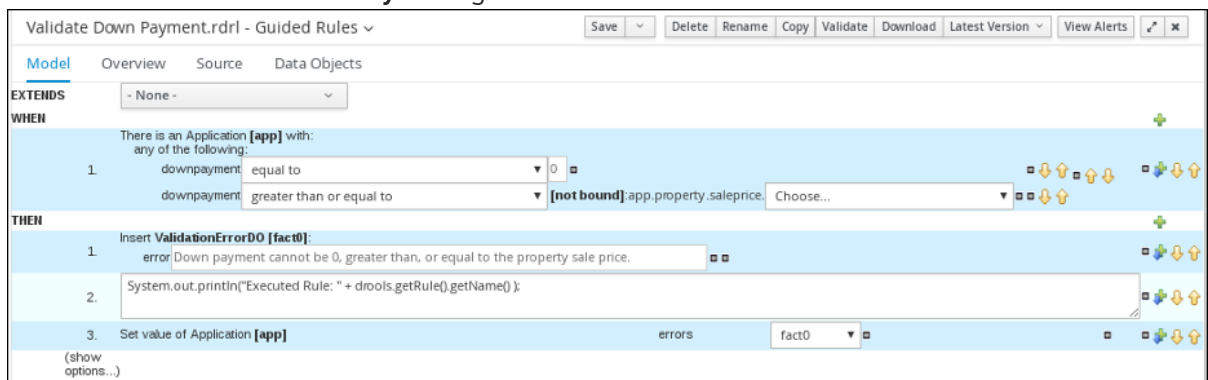 Validate Down Payment.rdrl - Guided Rules
Save Delete Rename Copy Validate Download Latest Version View Alerts
Model Overview Source Data Objects
EXTENDS - None -
WHEN
There is an Application [app] with:
any of the following:
1. downpayment equal to 0
downpayment greater than or equal to [not bound]:app.property.saleprice. Choose...
THEN
Insert ValidationErrorDO [fact0]:
1. error Down payment cannot be 0, greater than, or equal to the property sale price.
2. System.out.println("Executed Rule: " + drools.getRule().getName() );
3. Set value of Application [app] errors fact0
(show
options...)